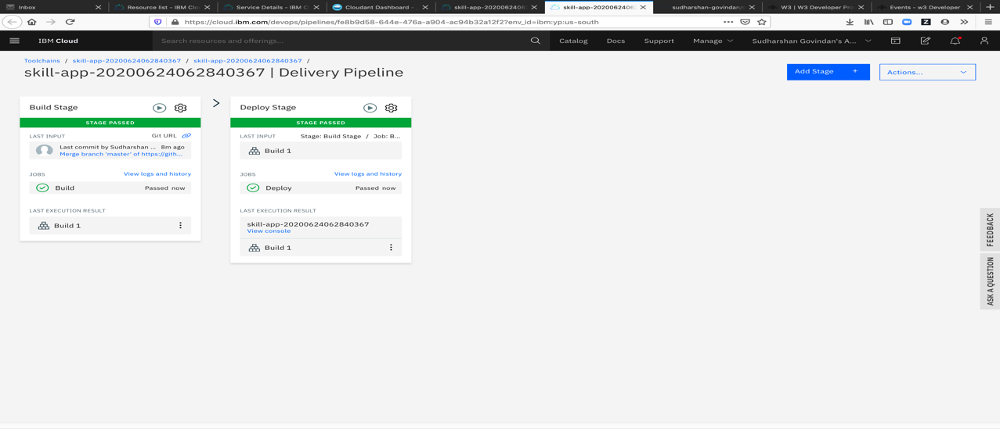 Inbox
Resource list - IBM Clo
Service Details - IBM C
Cloudant Dashboard -
skill-app-2020062406
skill-app-202006240628
sudharshan-govindan/s
W3 | W3 Developer Pro
Events - w3 Developer
https://cloud.ibm.com/devops/pipelines/fe8b9d58-644e-476a-a904-ac94b32a12f2?env_id=ibm:yp:us-south
IBM Cloud
Search resources and offerings...
Catalog
Docs
Support
Manage
Sudharshan Govindan's A...
Toolchains / skill-app-20200624062840367 / skill-app-20200624062840367 /
skill-app-20200624062840367 | Delivery Pipeline
Add Stage +
Actions...
Build Stage
STAGE PASSED
LAST INPUT Git URL
Last commit by Sudharshan ... 8m ago
Merge branch 'master' of https://gith...
JOBS View logs and history
Build Passed now
LAST EXECUTION RESULT
Build 1
Deploy Stage
STAGE PASSED
LAST INPUT Stage: Build Stage / Job: B...
Build 1
JOBS View logs and history
Deploy Passed now
LAST EXECUTION RESULT
skill-app-20200624062840367
View console
Build 1
FEEDBACK
ASK A QUESTION